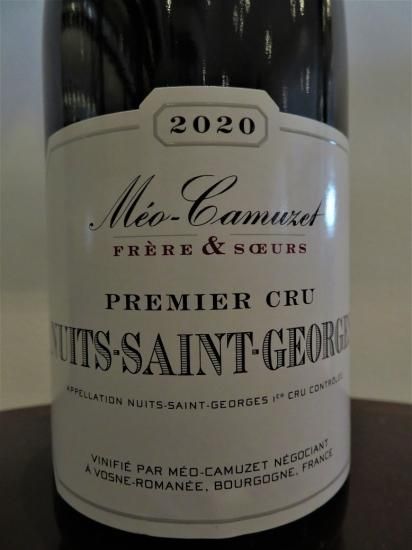 2020
Méo-Camuzet
FRÈRE & SŒURS
PREMIER CRU
NUITS-SAINT-GEORGES
APPELLATION NUITS-SAINT-GEORGES 1ER CRU CONTRÔLÉE
VINIFIÉ PAR MÉO-CAMUZET NÉGOCIANT
À VOSNE-ROMANÉE, BOURGOGNE, FRANCE